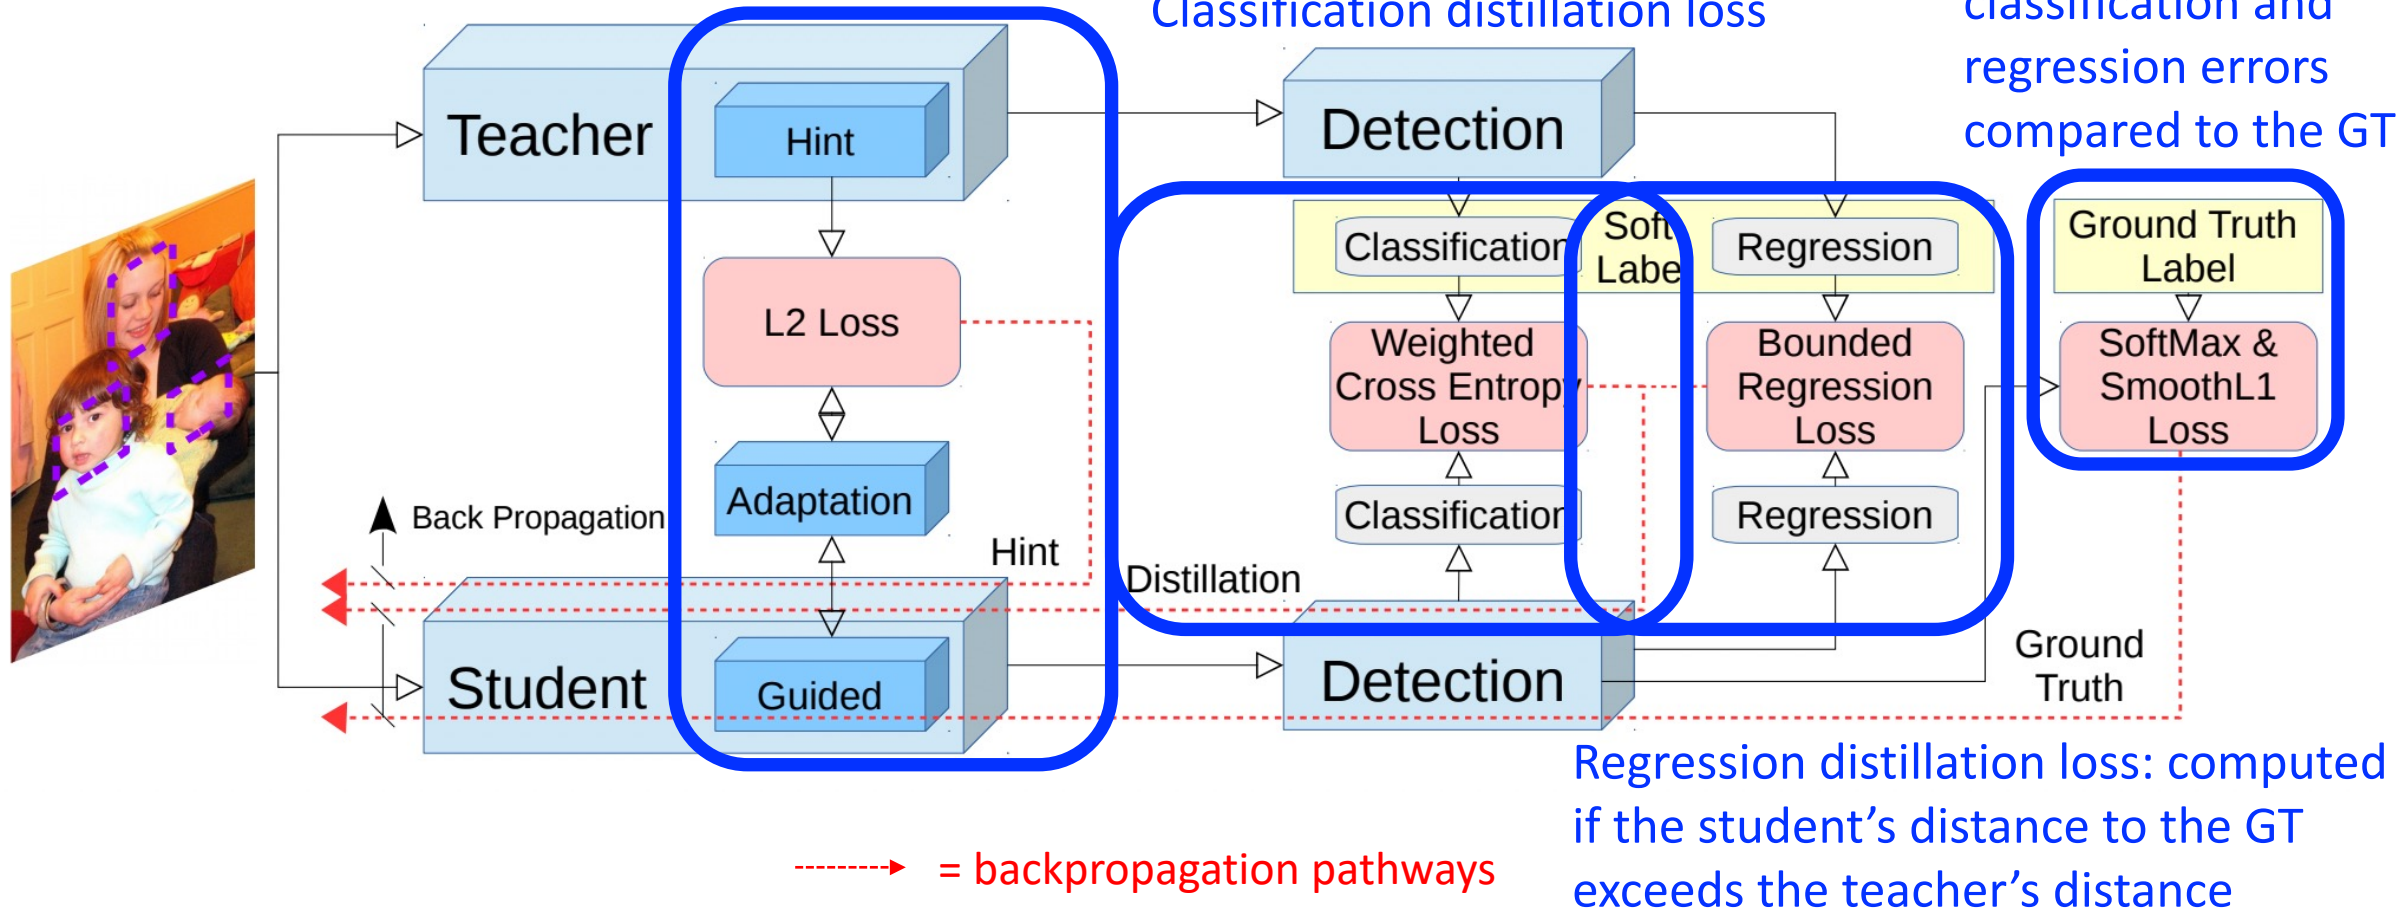 Classification distillation loss
classification and
regression errors
compared to the GT
Teacher
Hint
Detection
Classification
Soft
Labe
Regression
Ground Truth
Label
L2 Loss
Weighted
Cross Entropy
Loss
Bounded
Regression
Loss
SoftMax &
SmoothL1
Loss
Adaptation
Classification
Regression
Back Propagation
Hint
Distillation
Student
Guided
Detection
Ground
Truth
Regression distillation loss: computed
if the student’s distance to the GT
exceeds the teacher’s distance
= backpropagation pathways